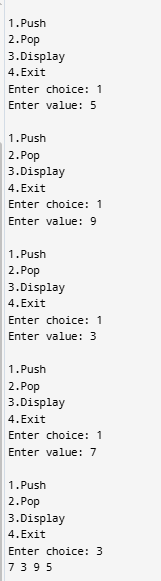 1.Push
2.Pop
3.Display
4.Exit
Enter choice: 1
Enter value: 5
1.Push
2.Pop
3.Display
4.Exit
Enter choice: 1
Enter value: 9
1.Push
2.Pop
3.Display
4.Exit
Enter choice: 1
Enter value: 3
1.Push
2.Pop
3.Display
4.Exit
Enter choice: 1
Enter value: 7
1.Push
2.Pop
3.Display
4.Exit
Enter choice: 3
7 3 9 5